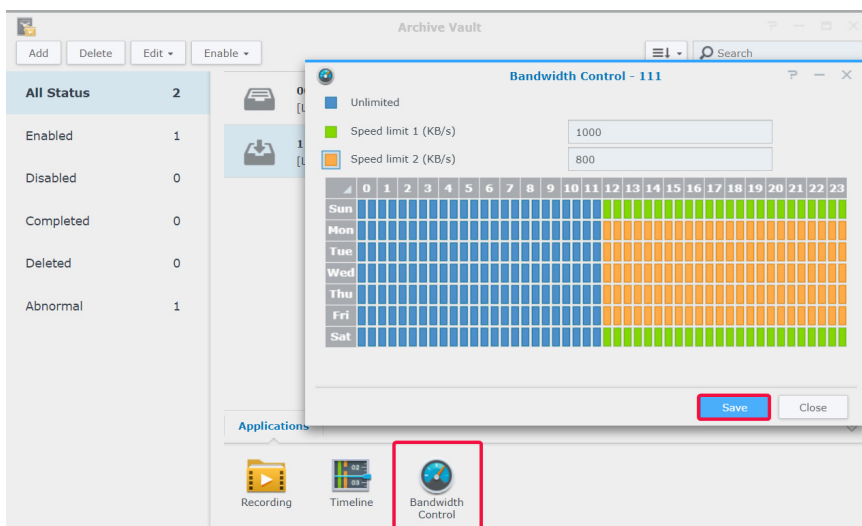 Archive Vault
Add Delete Edit Enable Search
All Status 2
Enabled 1
Disabled 0
Completed 0
Deleted 0
Abnormal 1
Bandwidth Control - 111
Unlimited
Speed limit 1 (KB/s) 1000
Speed limit 2 (KB/s) 800
0 1 2 3 4 5 6 7 8 9 10 11 12 13 14 15 16 17 18 19 20 21 22 23
Sun
Mon
Tue
Wed
Thu
Fri
Sat
Save Close
Applications
Recording
Timeline
Bandwidth
Control